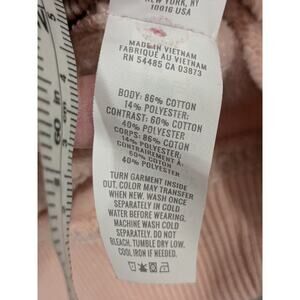 NEW YORK, NY
10016 USA
MADE IN VIETNAM
FABRIQUÉ AU VIETNAM
RN 54485 CA 03873
BODY: 86% COTTON
14% POLYESTER;
CONTRAST: 60% COTTON
40% POLYESTER
CORPS: 86% COTON
14% POLYESTER;
CONTRAIREMENT À:
60% COTON
40% POLYESTER
TURN GARMENT INSIDE
OUT. COLOR MAY TRANSFER
WHEN NEW. WASH ONCE
SEPARATELY IN COLD
WATER BEFORE WEARING.
MACHINE WASH COLD
SEPARATELY. DO NOT
BLEACH. TUMBLE DRY LOW.
COOL IRON IF NEEDED.